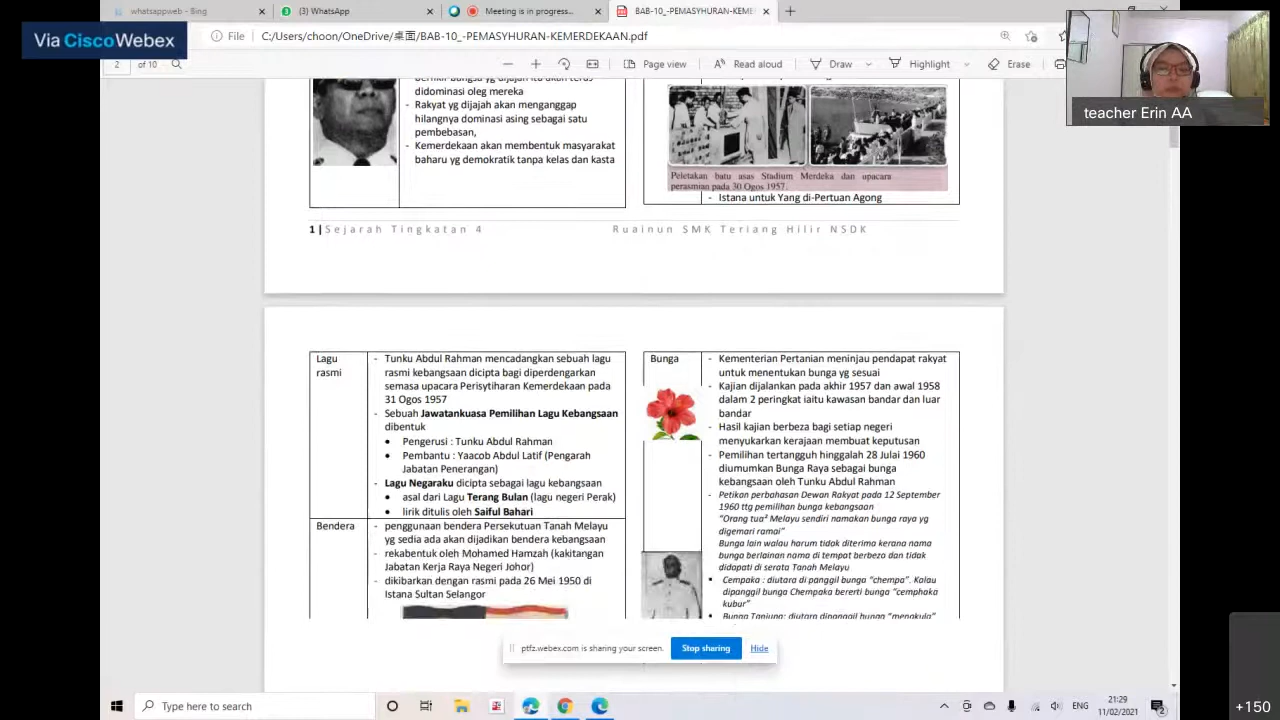 whatsappweb - Bing
(3) WhatsApp
Meeting is in progress...
BAB-10_-PEMASYHURAN-KEME
Via CiscoWebex
File
C:/Users/choon/OneDrive/桌面/BAB-10_-PEMASYHURAN-KEMERDEKAAN.pdf
2 of 10
Page view
Read aloud
Draw
Highlight
Erase
teacher Erin AA
didominasi oleg mereka
- Rakyat yg dijajah akan menganggap
hilangnya dominasi asing sebagai satu
pembebasan,
- Kemerdekaan akan membentuk masyarakat
baharu yg demokratik tanpa kelas dan kasta
Peletakan batu asas Stadium Merdeka dan upacara
perasmian pada 30 Ogos 1957.
- Istana untuk Yang di-Pertuan Agong
1 | Sejarah Tingkatan 4
Ruainun SMK Teriang Hilir NSDK
Lagu
rasmi
- Tunku Abdul Rahman mencadangkan sebuah lagu
rasmi kebangsaan dicipta bagi diperdengarkan
semasa upacara Perisytiharan Kemerdekaan pada
31 Ogos 1957
- Sebuah Jawatankuasa Pemilihan Lagu Kebangsaan
dibentuk
• Pengerusi : Tunku Abdul Rahman
• Pembantu : Yaacob Abdul Latif (Pengarah
Jabatan Penerangan)
- Lagu Negaraku dicipta sebagai lagu kebangsaan
• asal dari Lagu Terang Bulan (lagu negeri Perak)
• lirik ditulis oleh Saiful Bahari
Bendera
- penggunaan bendera Persekutuan Tanah Melayu
yg sedia ada akan dijadikan bendera kebangsaan
- rekabentuk oleh Mohamed Hamzah (kakitangan
Jabatan Kerja Raya Negeri Johor)
- dikibarkan dengan rasmi pada 26 Mei 1950 di
Istana Sultan Selangor
Bunga
- Kementerian Pertanian meninjau pendapat rakyat
untuk menentukan bunga yg sesuai
- Kajian dijalankan pada akhir 1957 dan awal 1958
dalam 2 peringkat iaitu kawasan bandar dan luar
bandar
- Hasil kajian berbeza bagi setiap negeri
menyukarkan kerajaan membuat keputusan
- Pemilihan tertangguh hinggalah 28 Julai 1960
diumumkan Bunga Raya sebagai bunga
kebangsaan oleh Tunku Abdul Rahman
- Petikan perbahasan Dewan Rakyat pada 12 September
1960 ttg pemilihan bunga kebangsaan
"Orang tua² Melayu sendiri namakan bunga raya yg
digemari ramai"
Bunga lain walau harum tidak diterima kerana nama
bunga berlainan nama di tempat berbeza dan tidak
didapati di serata Tanah Melayu
• Cempaka : diutara di panggil bunga "chempa". Kalau
dipanggil bunga Chempaka bererti bunga "cemphaka
kubur"
• Bunga Tanjung: diutara dipanggil bunga "mengkula"
ptfz.webex.com is sharing your screen.
Stop sharing
Hide
Type here to search
ENG
21:29
11/02/2021
2
+150